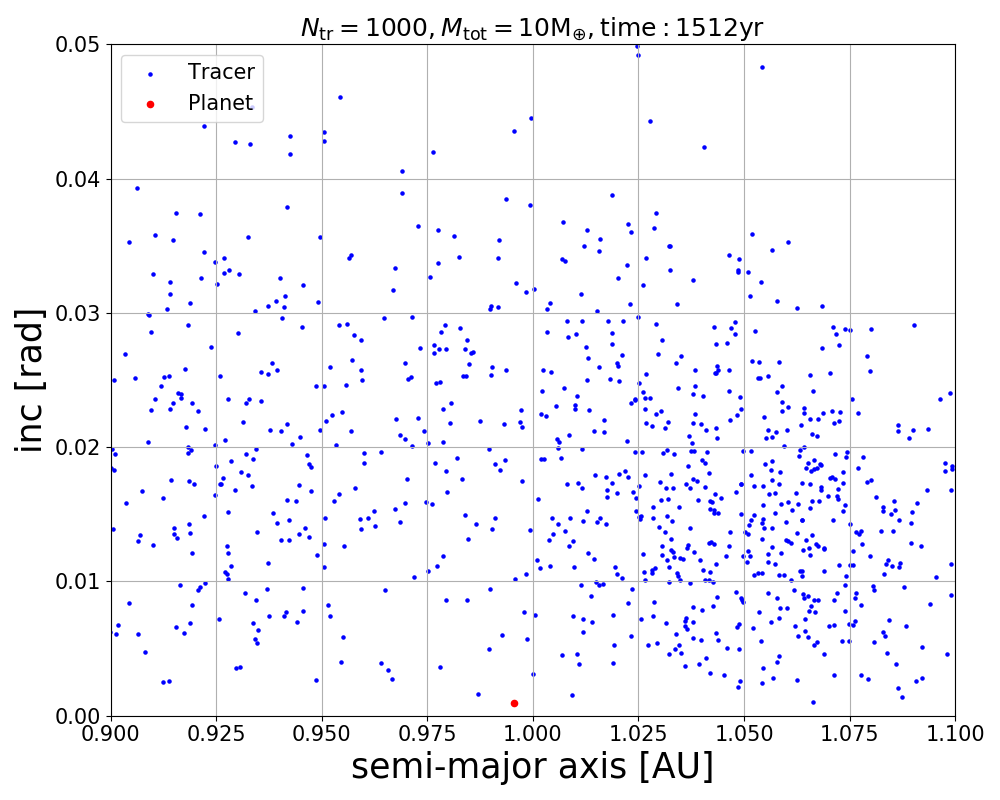 N_tr = 1000, M_tot = 10M_⊕, time : 1512yr
0.05
Tracer
Planet
0.04
0.03
inc [rad]
0.02
0.01
0.00
0.900 0.925 0.950 0.975 1.000 1.025 1.050 1.075 1.100
semi-major axis [AU]